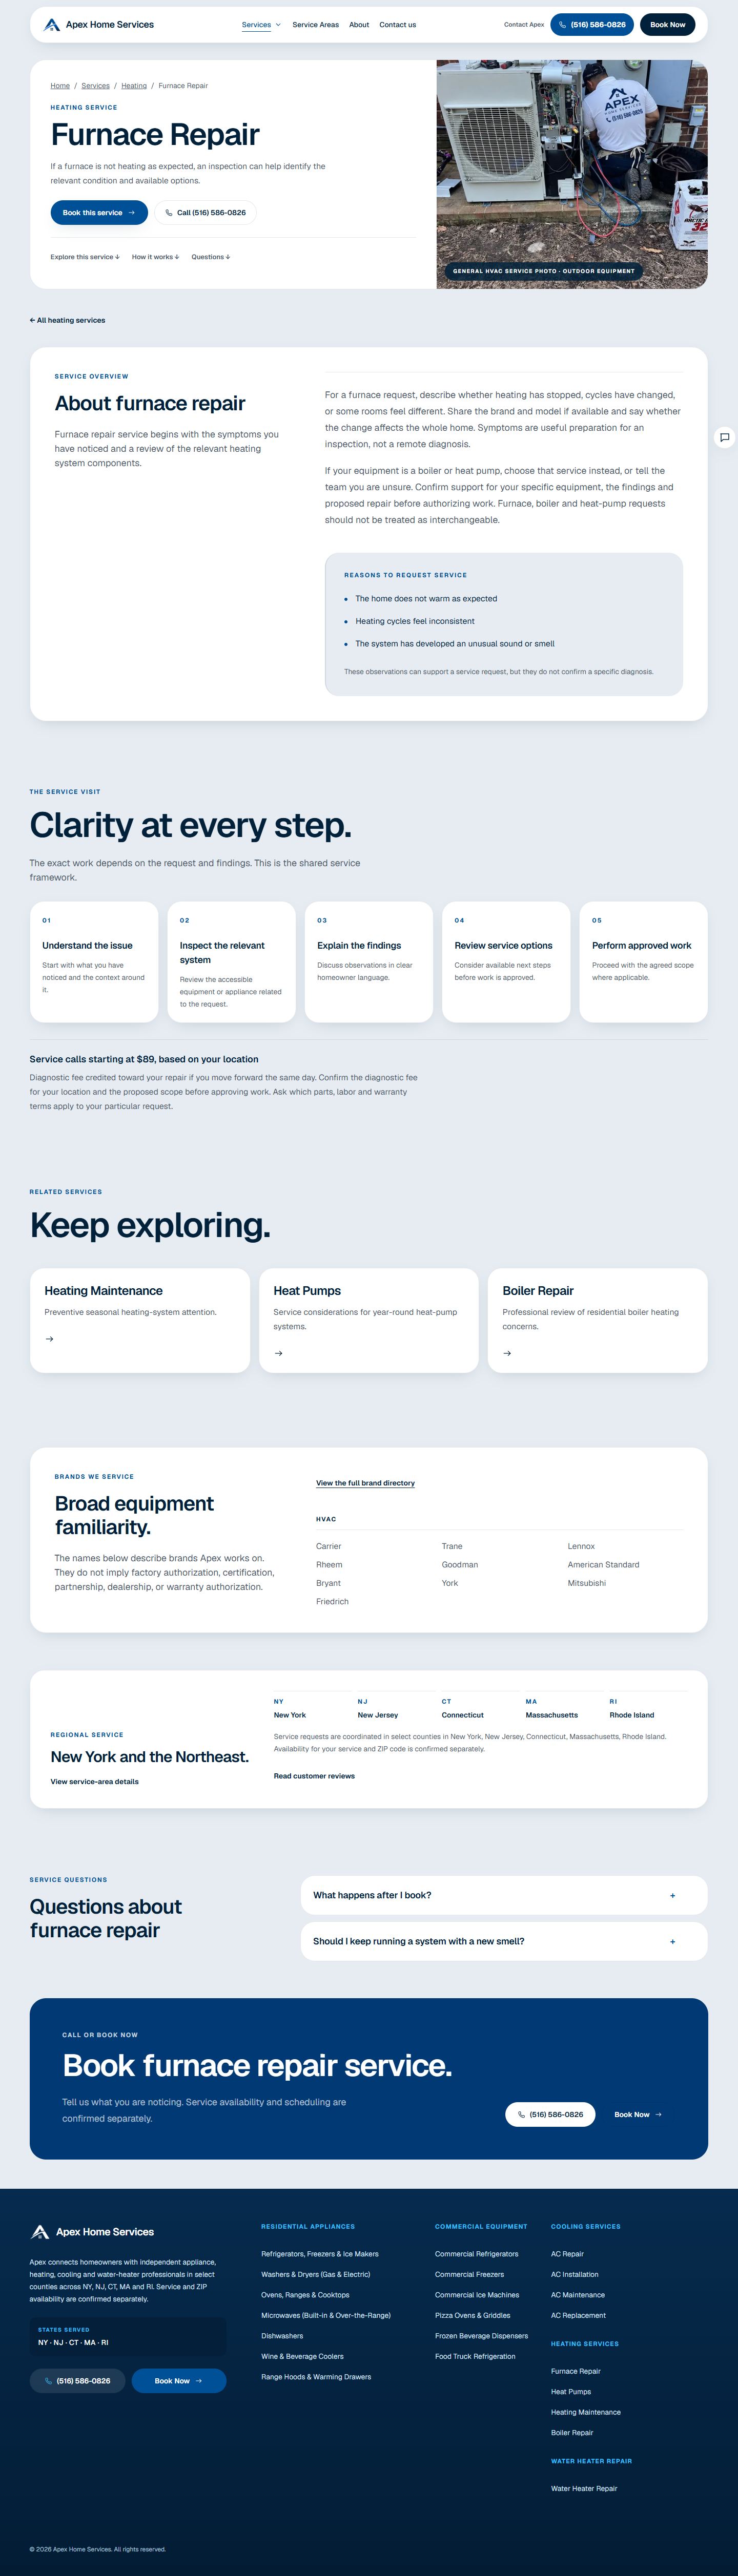 Apex Home Services
Services
Service Areas
About
Contact us
Contact Apex
(516) 586-0826
Book Now
Home / Services / Heating / Furnace Repair
HEATING SERVICE
Furnace Repair
If a furnace is not heating as expected, an inspection can help identify the
relevant condition and available options.
Book this service →
Call (516) 586-0826
Explore this service ↓
How it works ↓
Questions ↓
APEX
HOME SERVICES
(516) 586-0826
GENERAL HVAC SERVICE PHOTO · OUTDOOR EQUIPMENT
← All heating services
SERVICE OVERVIEW
About furnace repair
Furnace repair service begins with the symptoms you
have noticed and a review of the relevant heating
system components.
For a furnace request, describe whether heating has stopped, cycles have changed,
or some rooms feel different. Share the brand and model if available and say whether
the change affects the whole home. Symptoms are useful preparation for an
inspection, not a remote diagnosis.
If your equipment is a boiler or heat pump, choose that service instead, or tell the
team you are unsure. Confirm support for your specific equipment, the findings and
proposed repair before authorizing work. Furnace, boiler and heat-pump requests
should not be treated as interchangeable.
REASONS TO REQUEST SERVICE
The home does not warm as expected
Heating cycles feel inconsistent
The system has developed an unusual sound or smell
These observations can support a service request, but they do not confirm a specific diagnosis.
THE SERVICE VISIT
Clarity at every step.
The exact work depends on the request and findings. This is the shared service
framework.
01
Understand the issue
Start with what you have
noticed and the context around
it.
02
Inspect the relevant
system
Review the accessible
equipment or appliance related
to the request.
03
Explain the findings
Discuss observations in clear
homeowner language.
04
Review service options
Consider available next steps
before work is approved.
05
Perform approved work
Proceed with the agreed scope
where applicable.
Service calls starting at $89, based on your location
Diagnostic fee credited toward your repair if you move forward the same day. Confirm the diagnostic fee
for your location and the proposed scope before approving work. Ask which parts, labor and warranty
terms apply to your particular request.
RELATED SERVICES
Keep exploring.
Heating Maintenance
Preventive seasonal heating-system attention.
→
Heat Pumps
Service considerations for year-round heat-pump
systems.
→
Boiler Repair
Professional review of residential boiler heating
concerns.
→
BRANDS WE SERVICE
Broad equipment
familiarity.
The names below describe brands Apex works on.
They do not imply factory authorization, certification,
partnership, dealership, or warranty authorization.
View the full brand directory
HVAC
Carrier
Trane
Lennox
Rheem
Goodman
American Standard
Bryant
York
Mitsubishi
Friedrich
REGIONAL SERVICE
New York and the Northeast.
View service-area details
NY
New York
NJ
New Jersey
CT
Connecticut
MA
Massachusetts
RI
Rhode Island
Service requests are coordinated in select counties in New York, New Jersey, Connecticut, Massachusetts, Rhode Island.
Availability for your service and ZIP code is confirmed separately.
Read customer reviews
SERVICE QUESTIONS
Questions about
furnace repair
What happens after I book? +
Should I keep running a system with a new smell? +
CALL OR BOOK NOW
Book furnace repair service.
Tell us what you are noticing. Service availability and scheduling are
confirmed separately.
(516) 586-0826
Book Now →
Apex Home Services
Apex connects homeowners with independent appliance,
heating, cooling and water-heater professionals in select
counties across NY, NJ, CT, MA and RI. Service and ZIP
availability are confirmed separately.
STATES SERVED
NY · NJ · CT · MA · RI
(516) 586-0826
Book Now →
RESIDENTIAL APPLIANCES
Refrigerators, Freezers & Ice Makers
Washers & Dryers (Gas & Electric)
Ovens, Ranges & Cooktops
Microwaves (Built-in & Over-the-Range)
Dishwashers
Wine & Beverage Coolers
Range Hoods & Warming Drawers
COMMERCIAL EQUIPMENT
Commercial Refrigerators
Commercial Freezers
Commercial Ice Machines
Pizza Ovens & Griddles
Frozen Beverage Dispensers
Food Truck Refrigeration
COOLING SERVICES
AC Repair
AC Installation
AC Maintenance
AC Replacement
HEATING SERVICES
Furnace Repair
Heat Pumps
Heating Maintenance
Boiler Repair
WATER HEATER REPAIR
Water Heater Repair
© 2026 Apex Home Services. All rights reserved.